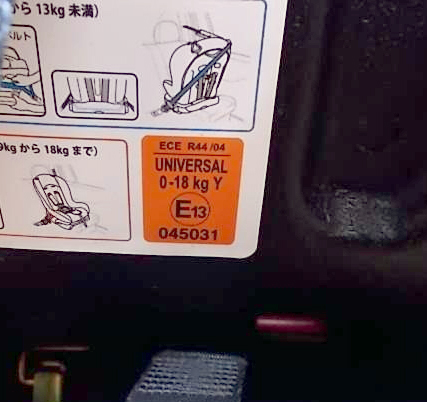 から 13kg 未満）
ベルト
9kg から 18kg まで）
ECE R44/04
UNIVERSAL
0-18 kg Y
E13
045031